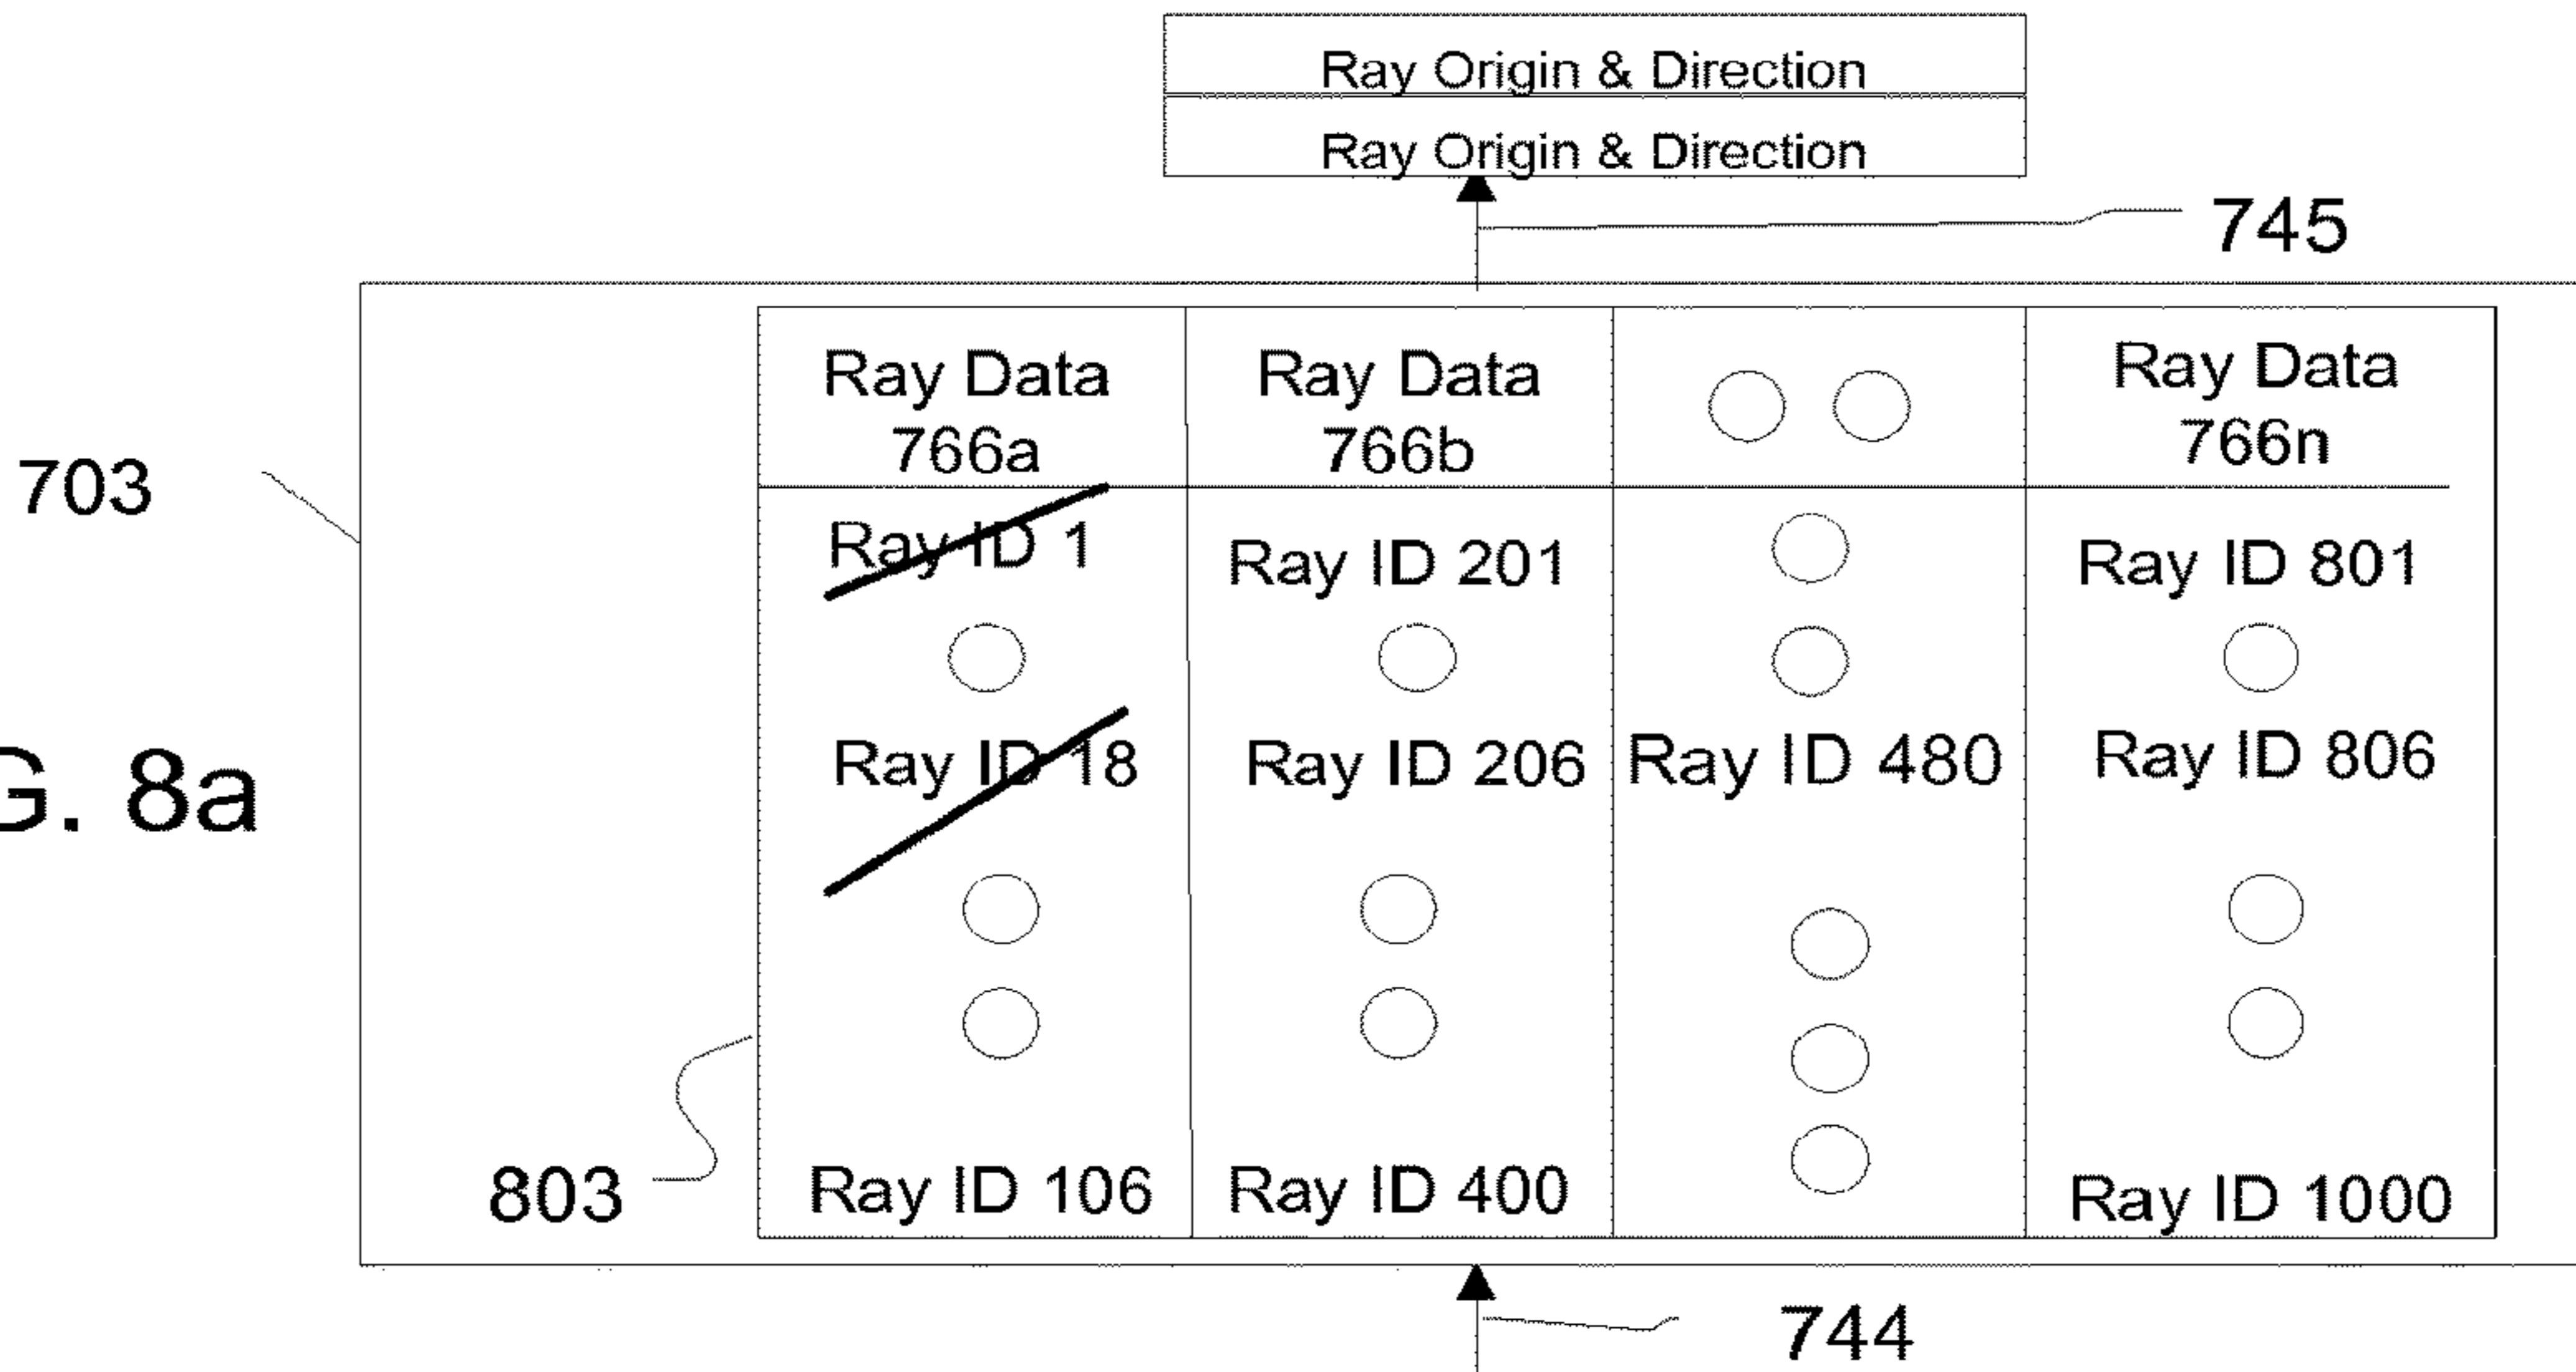 Ray Origin & Direction
Ray Origin & Direction
745
Ray Data 766a
Ray Data 766b
Ray Data 766n
703
Ray ID 1
Ray ID 201
Ray ID 801
Ray ID 18
Ray ID 206
Ray ID 480
Ray ID 806
G. 8a
803
Ray ID 106
Ray ID 400
Ray ID 1000
744